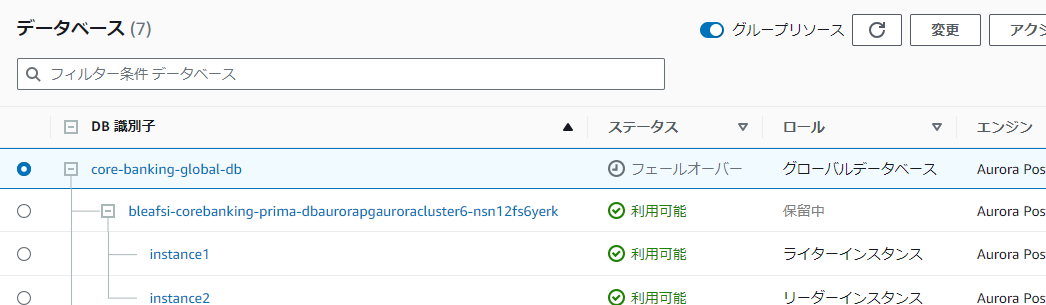 データベース (7)
グループリソース
変更
アクシ
フィルター条件 データベース
DB 識別子 ステータス ロール エンジン
core-banking-global-db フェールオーバー グローバルデータベース Aurora Pos
bleafsi-corebanking-prima-dbaurorapgauroracluster6-nsn12fs6yerk 利用可能 保留中 Aurora Pos
instance1 利用可能 ライターインスタンス Aurora Pos
instance2 利用可能 リーダーインスタンス Aurora Pos